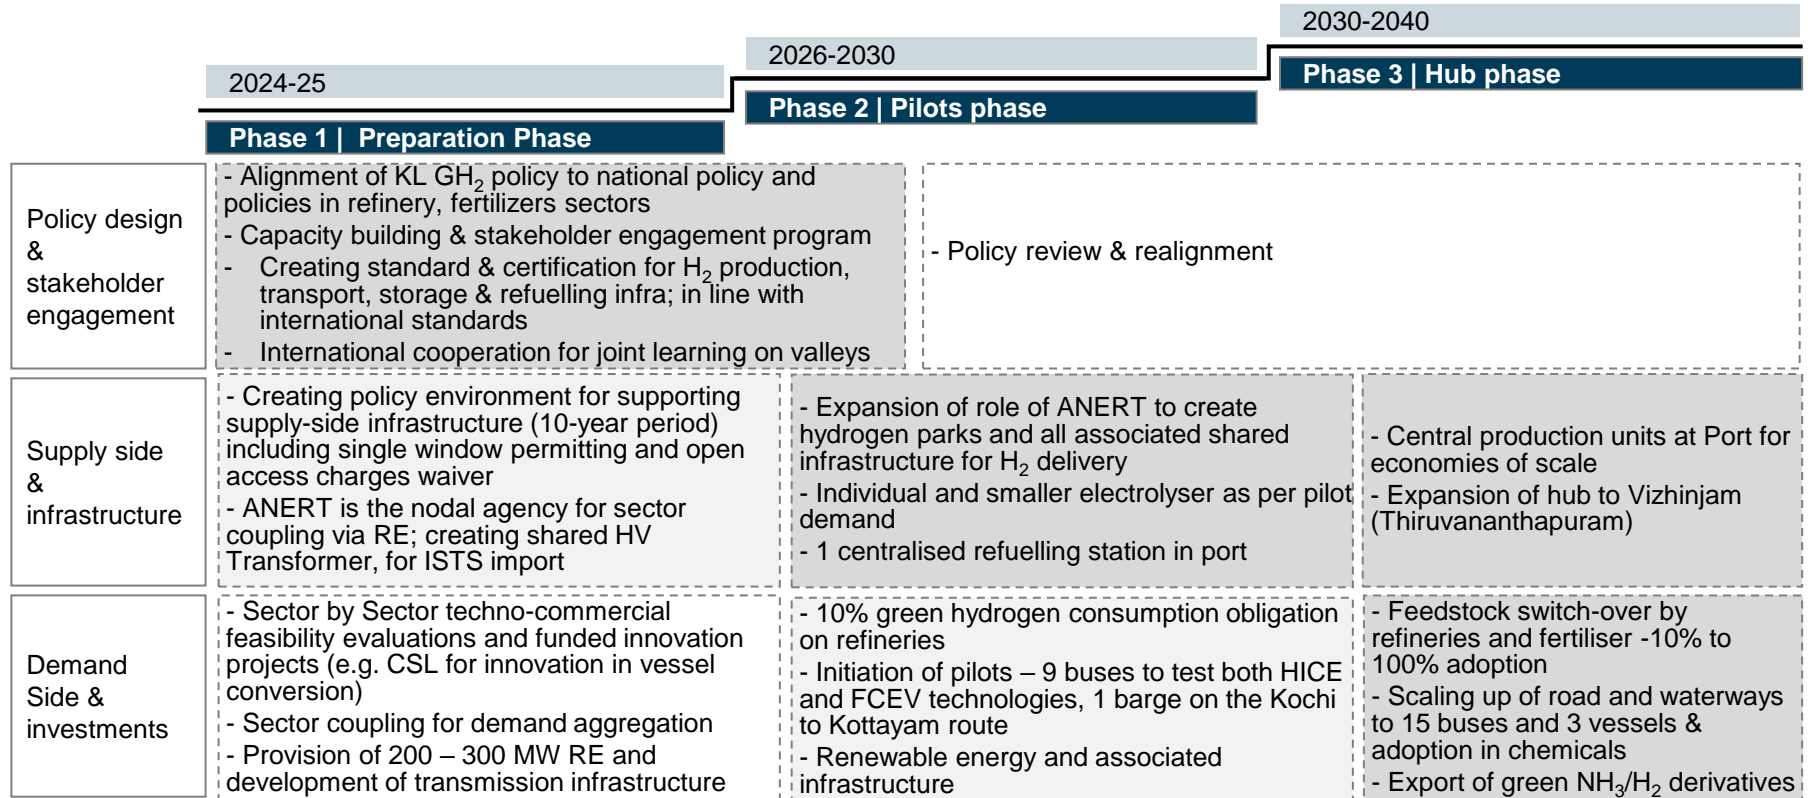 2024-25
2026-2030
2030-2040
Phase 1 |  Preparation Phase
Phase 2 | Pilots phase
Phase 3 | Hub phase
Policy design
&
stakeholder
engagement
- Alignment of KL GH₂ policy to national policy and
policies in refinery, fertilizers sectors
- Capacity building & stakeholder engagement program
- Creating standard & certification for H₂ production,
transport, storage & refuelling infra; in line with
international standards
- International cooperation for joint learning on valleys
- Policy review & realignment
Supply side
&
infrastructure
- Creating policy environment for supporting
supply-side infrastructure (10-year period)
including single window permitting and open
access charges waiver
- ANERT is the nodal agency for sector
coupling via RE; creating shared HV
Transformer, for ISTS import
- Expansion of role of ANERT to create
hydrogen parks and all associated shared
infrastructure for H₂ delivery
- Individual and smaller electrolyser as per pilot
demand
- 1 centralised refuelling station in port
- Central production units at Port for
economies of scale
- Expansion of hub to Vizhinjam
(Thiruvananthapuram)
Demand
Side &
investments
- Sector by Sector techno-commercial
feasibility evaluations and funded innovation
projects (e.g. CSL for innovation in vessel
conversion)
- Sector coupling for demand aggregation
- Provision of 200 – 300 MW RE and
development of transmission infrastructure
- 10% green hydrogen consumption obligation
on refineries
- Initiation of pilots – 9 buses to test both HICE
and FCEV technologies, 1 barge on the Kochi
to Kottayam route
- Renewable energy and associated
infrastructure
- Feedstock switch-over by
refineries and fertiliser -10% to
100% adoption
- Scaling up of road and waterways
to 15 buses and 3 vessels &
adoption in chemicals
- Export of green NH₃/H₂ derivatives